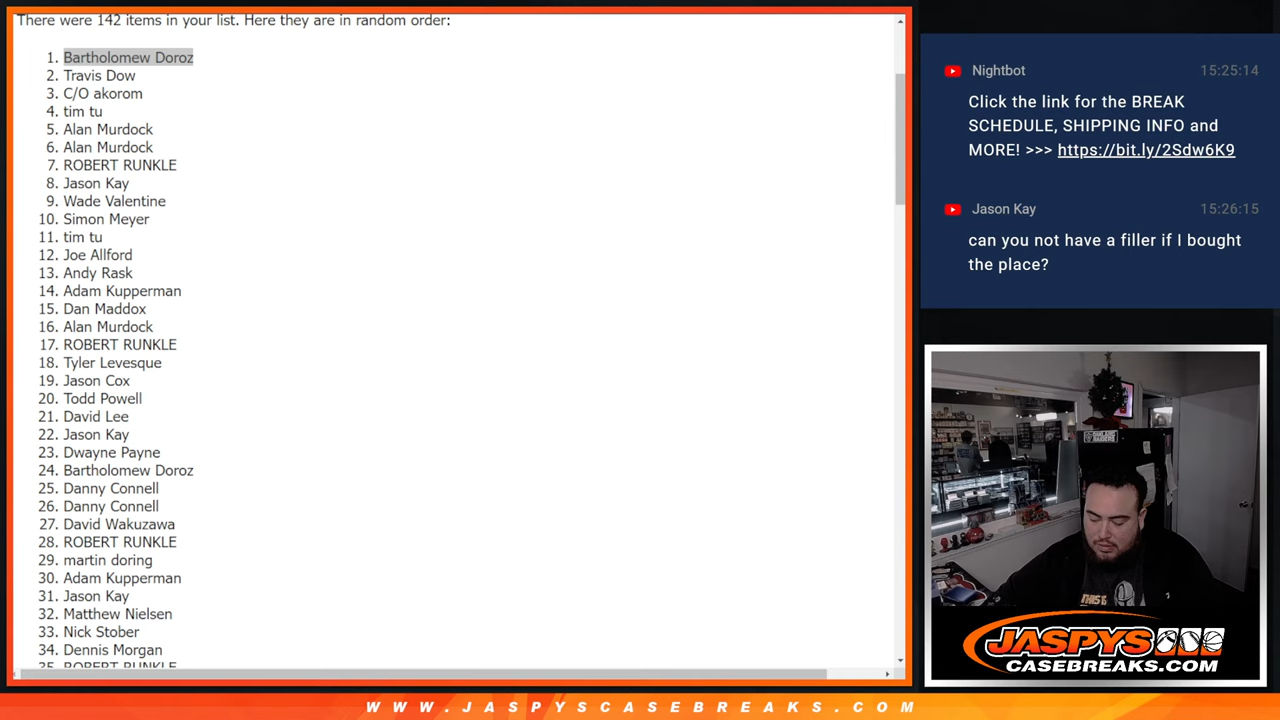 There were 142 items in your list. Here they are in random order:
1. Bartholomew Doroz
2. Travis Dow
3. C/O akorom
4. tim tu
5. Alan Murdock
6. Alan Murdock
7. ROBERT RUNKLE
8. Jason Kay
9. Wade Valentine
10. Simon Meyer
11. tim tu
12. Joe Allford
13. Andy Rask
14. Adam Kupperman
15. Dan Maddox
16. Alan Murdock
17. ROBERT RUNKLE
18. Tyler Levesque
19. Jason Cox
20. Todd Powell
21. David Lee
22. Jason Kay
23. Dwayne Payne
24. Bartholomew Doroz
25. Danny Connell
26. Danny Connell
27. David Wakuzawa
28. ROBERT RUNKLE
29. martin doring
30. Adam Kupperman
31. Jason Kay
32. Matthew Nielsen
33. Nick Stober
34. Dennis Morgan
35. ROBERT RUNKLE
Nightbot 15:25:14
Click the link for the BREAK
SCHEDULE, SHIPPING INFO and
MORE! >>> https://bit.ly/2Sdw6K9
Jason Kay 15:26:15
can you not have a filler if I bought
the place?
THIS IS
JASPYS
CASEBREAKS.COM
WWW.JASPYSCASEBREAKS.COM